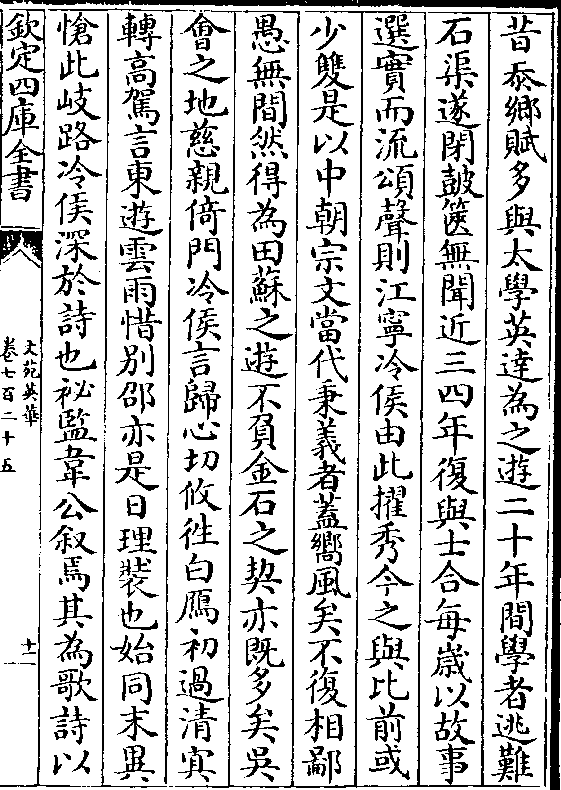 昔忝鄉賦多與太學英達為之遊二十年間學者逃難
石渠遂閉鼓篋無聞近三四年復與士合每歲以故事
選實而流頌聲則江寧冷侯由此擢秀今之與比前或
少雙是以中朝宗文當代秉義者蓋嚮風矣不復相鄙
愚無間然得為田蘇之遊不負金石之契亦既多矣吳
會之地慈親倚門冷侯言歸心切攸徃白鴈初過清寘
轉高駕言東遊雲雨惜別邵亦是日理裝也始同末異
愴此岐路冷侯深於詩也祕監韋公叙焉其為歌詩以
欽定四庫全書
文苑英華
卷七百二十五
十一